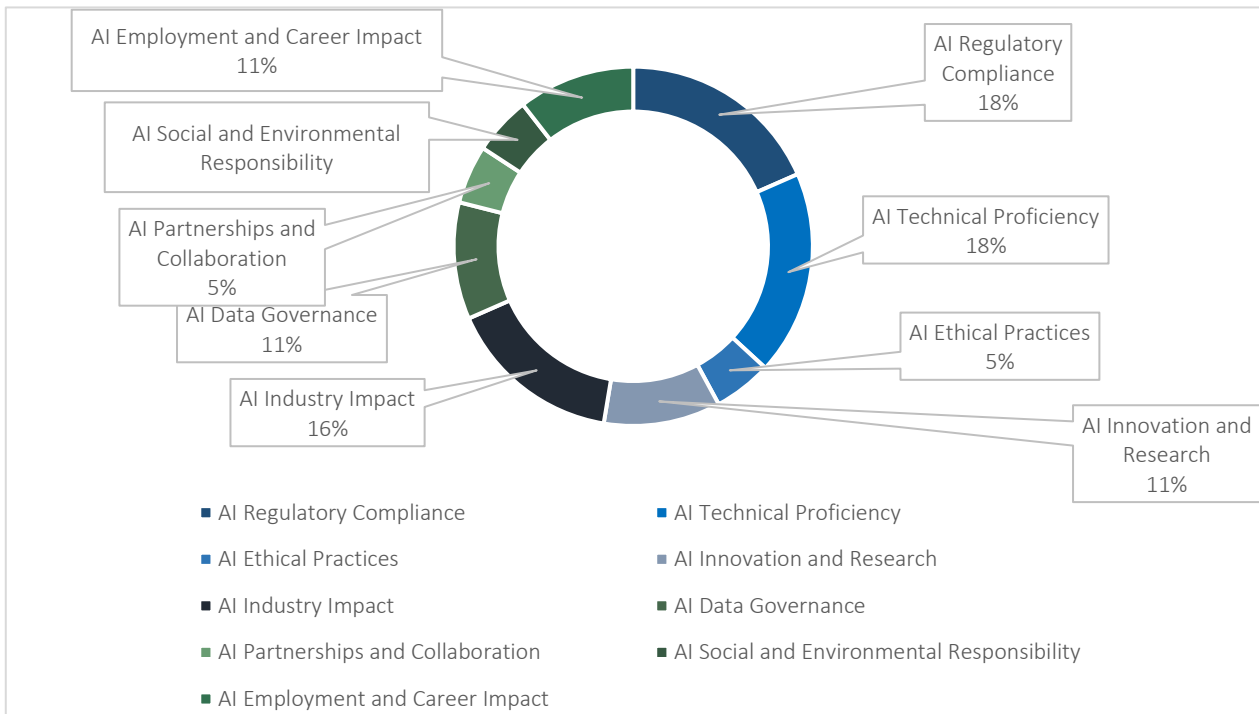 AI Employment and Career Impact
11%
AI Regulatory
Compliance
18%
AI Social and Environmental
Responsibility
AI Technical Proficiency
18%
AI Partnerships and
Collaboration
5%
AI Data Governance
11%
AI Ethical Practices
5%
AI Industry Impact
16%
AI Innovation and
Research
11%
AI Regulatory Compliance
AI Technical Proficiency
AI Ethical Practices
AI Innovation and Research
AI Industry Impact
AI Data Governance
AI Partnerships and Collaboration
AI Social and Environmental Responsibility
AI Employment and Career Impact